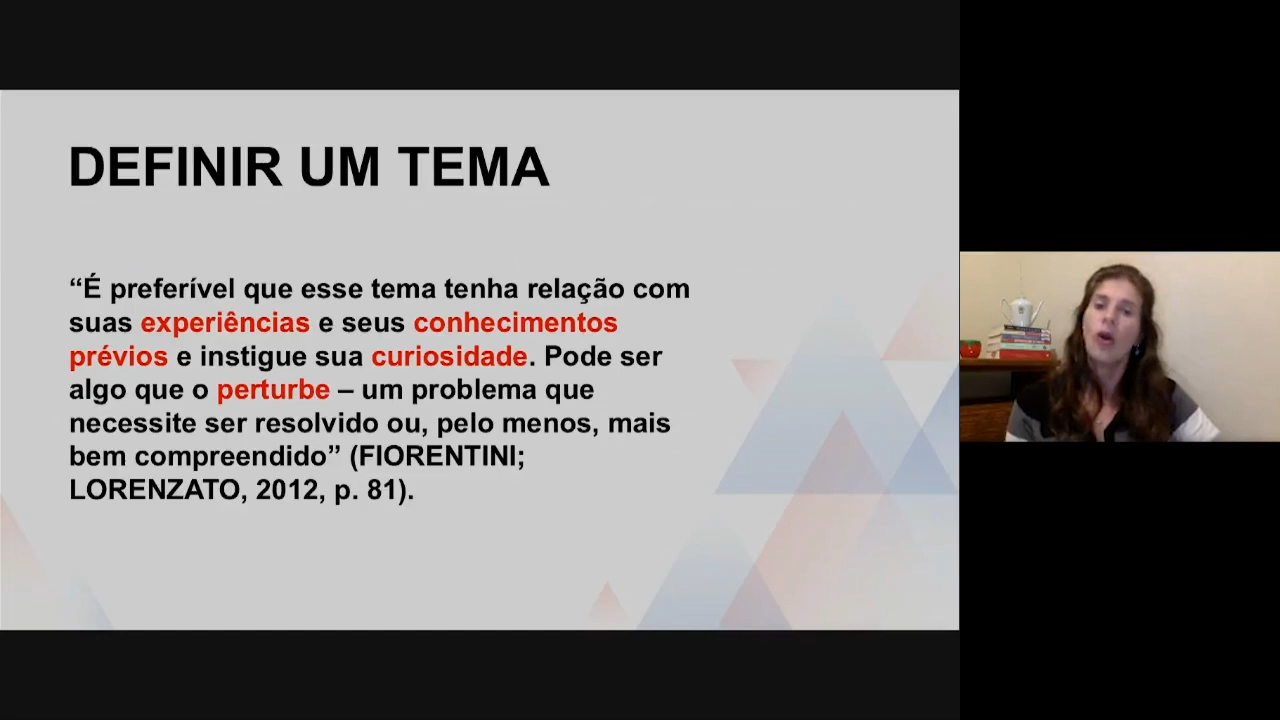 DEFINIR UM TEMA
“É preferível que esse tema tenha relação com
suas experiências e seus conhecimentos
prévios e instigue sua curiosidade. Pode ser
algo que o perturbe – um problema que
necessite ser resolvido ou, pelo menos, mais
bem compreendido” (FIORENTINI;
LORENZATO, 2012, p. 81).